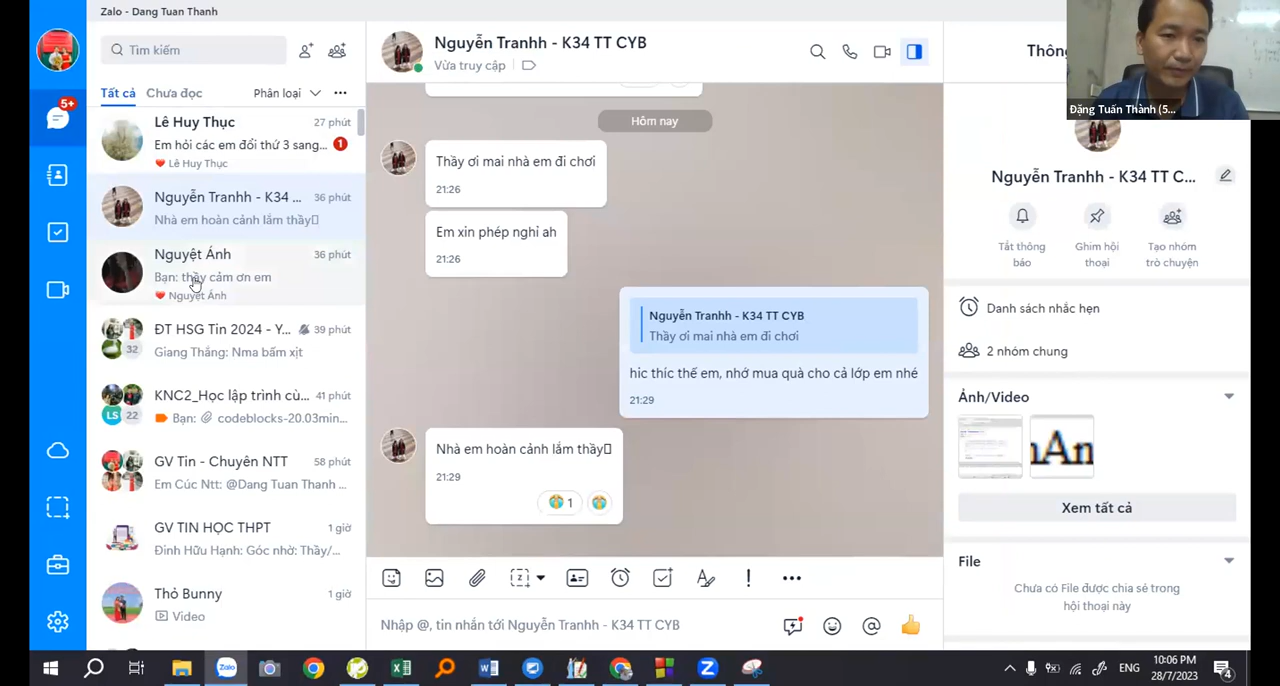 Zalo - Dang Tuan Thanh
Tìm kiếm
Tất cả
Chưa đọc
Phân loại
5+
Lê Huy Thục
27 phút
Em hỏi các em đổi thứ 3 sang...
1
Lê Huy Thục
Nguyễn Tranhh - K34 ...
36 phút
Nhà em hoàn cảnh lắm thầy
Nguyệt Ánh
36 phút
Bạn: thầy cảm ơn em
Nguyệt Ánh
ĐT HSG Tin 2024 - Y...
39 phút
32
Giang Thắng: Nma bấm xịt
KNC2_Học lập trình cù...
41 phút
LS
22
Bạn:
codeblocks-20.03min...
GV Tin - Chuyên NTT
58 phút
Em Cúc Ntt: @Dang Tuan Thanh ...
GV TIN HỌC THPT
1 giờ
Đinh Hữu Hạnh: Góc nhờ: Thầy/...
Thỏ Bunny
1 giờ
Video
Nguyễn Tranhh - K34 TT CYB
Vừa truy cập
Hôm nay
Thầy ơi mai nhà em đi chơi
21:26
Em xin phép nghỉ ah
21:26
Nguyễn Tranhh - K34 TT CYB
Thầy ơi mai nhà em đi chơi
hic thíc thế em, nhớ mua quà cho cả lớp em nhé
21:29
Nhà em hoàn cảnh lắm thầy
21:29
1
Nhập @, tin nhắn tới Nguyễn Tranhh - K34 TT CYB
Thông
Đặng Tuấn Thành (5...
Nguyễn Tranhh - K34 TT C...
Tắt thông báo
Ghim hội thoại
Tạo nhóm trò chuyện
Danh sách nhắc hẹn
2 nhóm chung
Ảnh/Video
Xem tất cả
File
Chưa có File được chia sẻ trong
hội thoại này
Zalo
ENG
10:06 PM
28/7/2023
4